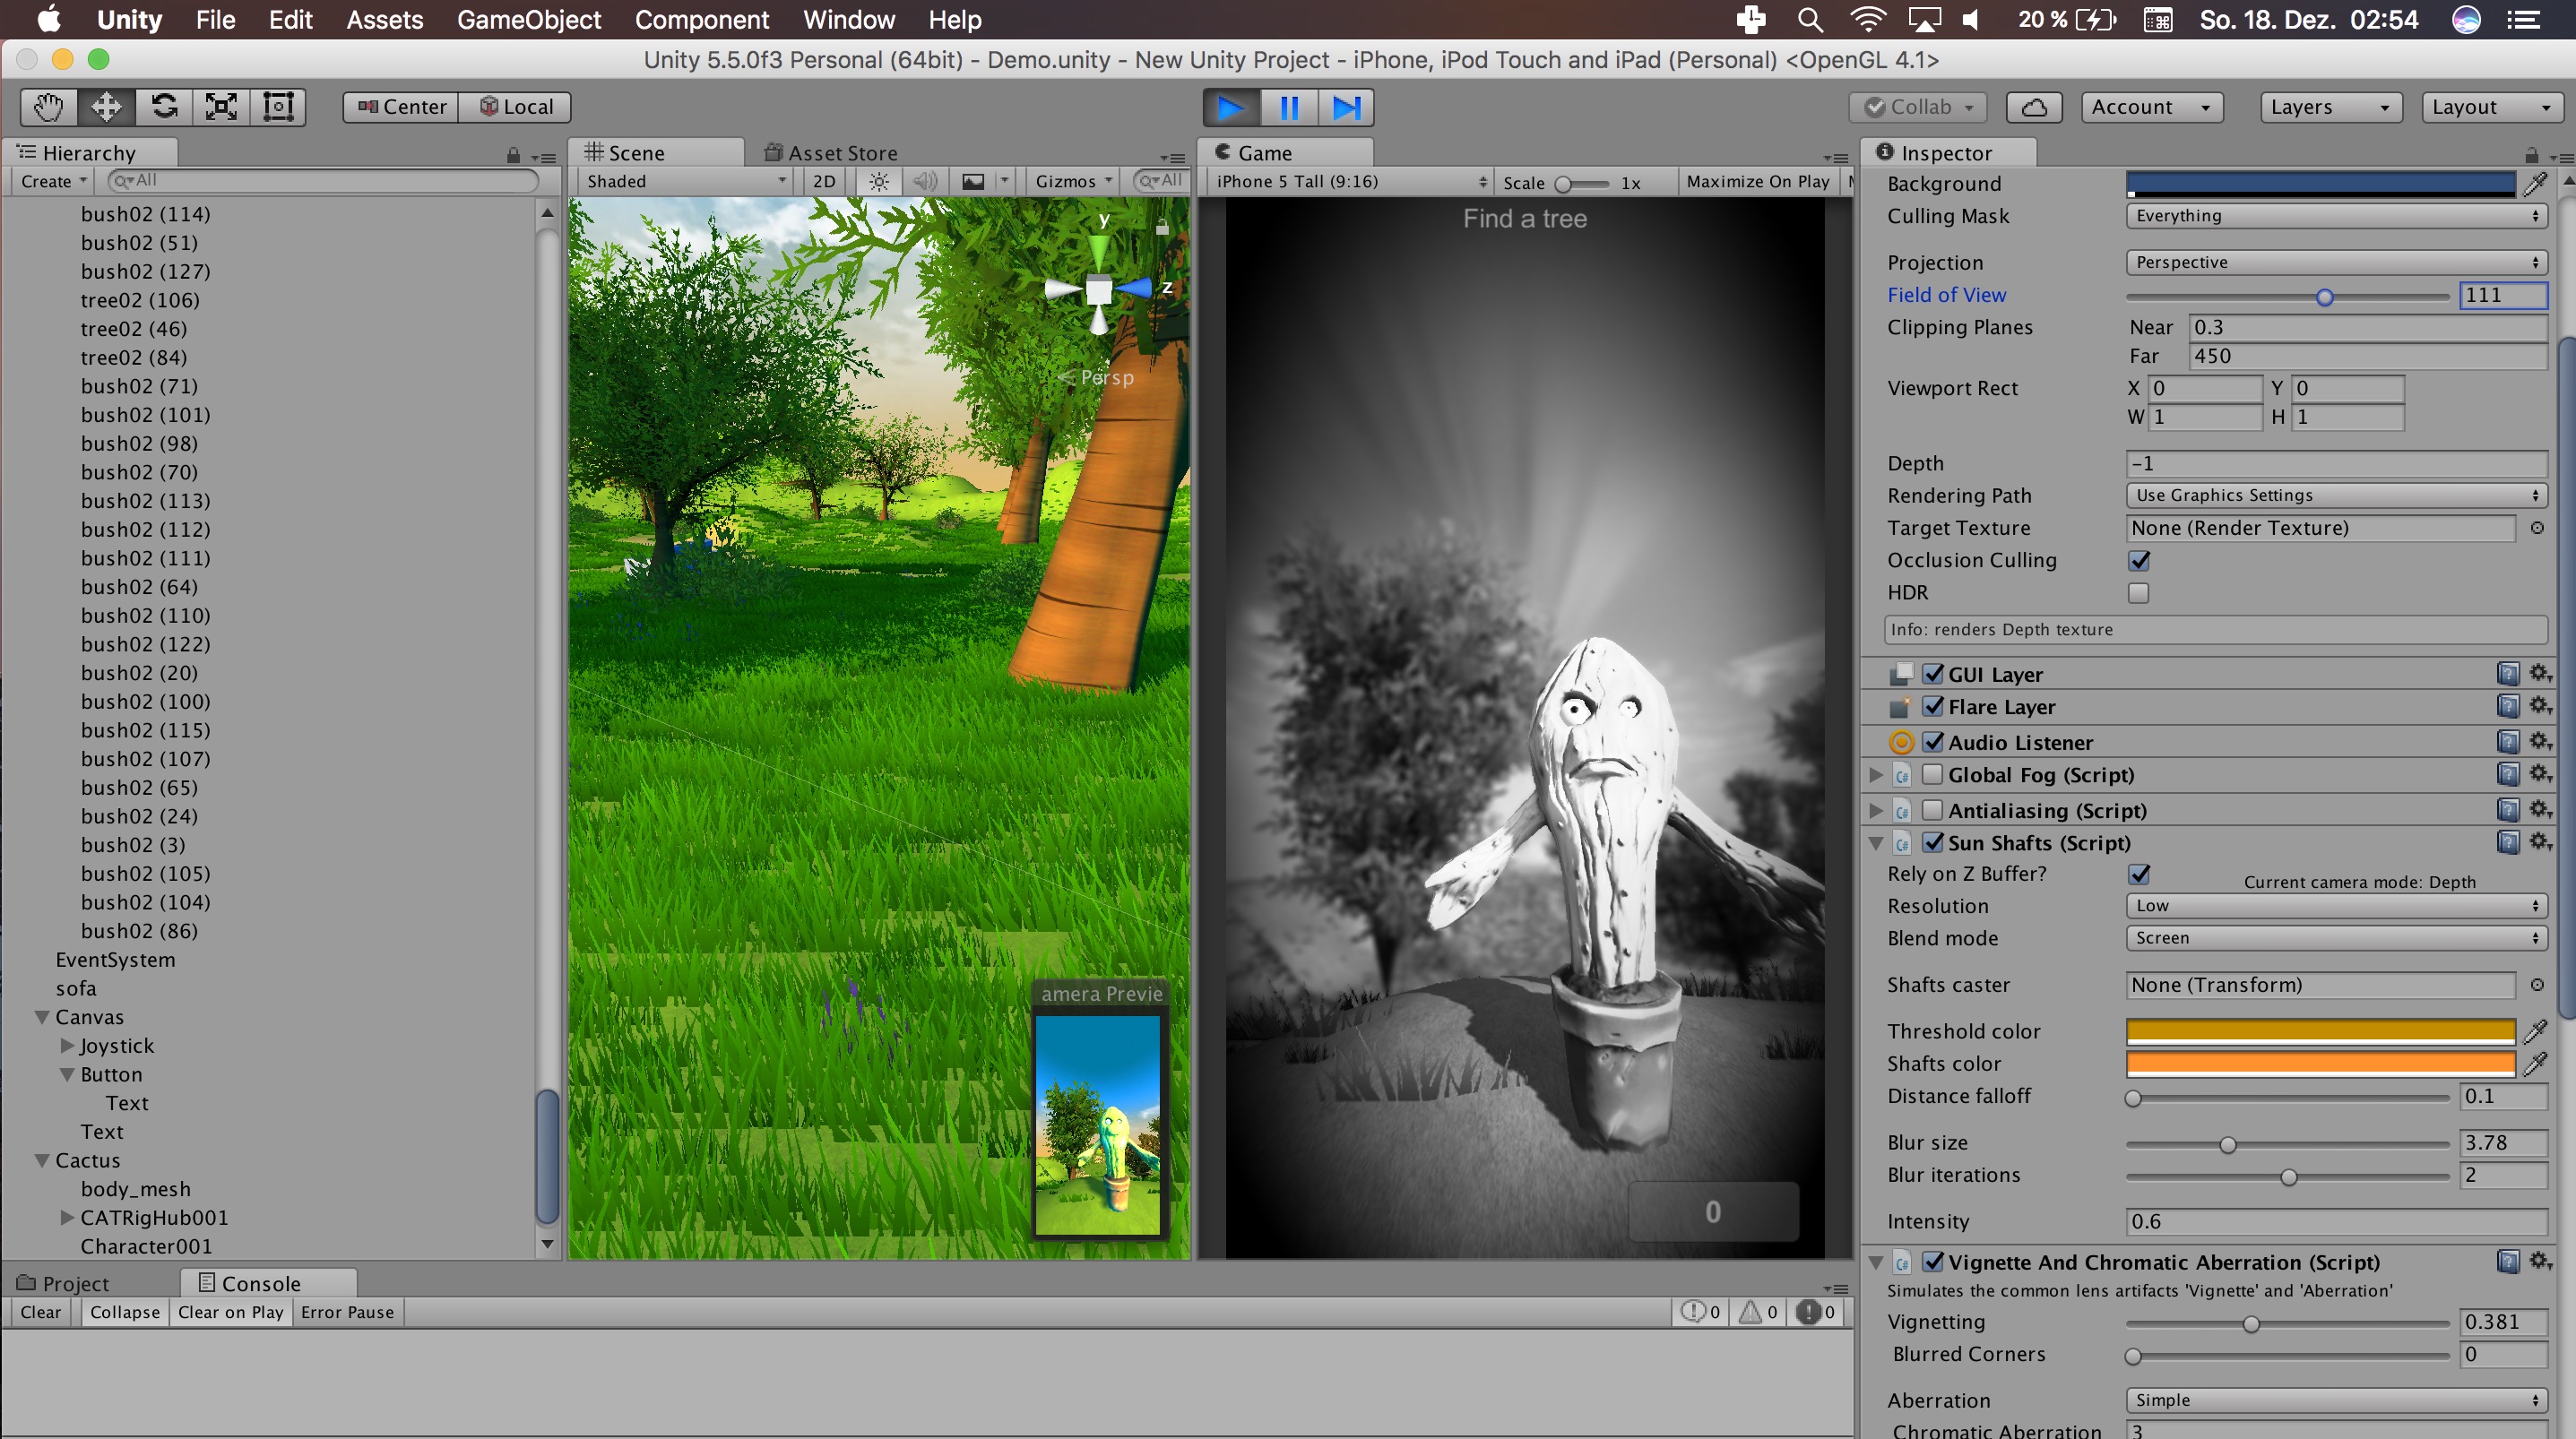 Unity File Edit Assets GameObject Component Window Help 20 % So. 18. Dez. 02:54
Unity 5.5.0f3 Personal (64bit) - Demo.unity - New Unity Project - iPhone, iPod Touch and iPad (Personal) <OpenGL 4.1>
Center Local Collab Account Layers Layout
Hierarchy
Create All
bush02 (114)
bush02 (51)
bush02 (127)
tree02 (106)
tree02 (46)
tree02 (84)
bush02 (71)
bush02 (101)
bush02 (98)
bush02 (70)
bush02 (113)
bush02 (112)
bush02 (111)
bush02 (64)
bush02 (110)
bush02 (122)
bush02 (20)
bush02 (100)
bush02 (115)
bush02 (107)
bush02 (65)
bush02 (24)
bush02 (3)
bush02 (105)
bush02 (104)
bush02 (86)
EventSystem
sofa
Canvas
Joystick
Button
Text
Text
Cactus
body_mesh
CATRigHub001
Character001
Scene Asset Store
Shaded 2D Gizmos All
y
z
Persp
amera Previe
Game
iPhone 5 Tall (9:16) Scale 1x Maximize On Play
Find a tree
0
Project Console
Clear Collapse Clear on Play Error Pause 0 0 0
Inspector
Background
Culling Mask Everything
Projection Perspective
Field of View 111
Clipping Planes Near 0.3
Far 450
Viewport Rect X 0 Y 0
W 1 H 1
Depth -1
Rendering Path Use Graphics Settings
Target Texture None (Render Texture)
Occlusion Culling
HDR
Info: renders Depth texture
GUI Layer
Flare Layer
Audio Listener
Global Fog (Script)
Antialiasing (Script)
Sun Shafts (Script)
Rely on Z Buffer? Current camera mode: Depth
Resolution Low
Blend mode Screen
Shafts caster None (Transform)
Threshold color
Shafts color
Distance falloff 0.1
Blur size 3.78
Blur iterations 2
Intensity 0.6
Vignette And Chromatic Aberration (Script)
Simulates the common lens artifacts 'Vignette' and 'Aberration'
Vignetting 0.381
Blurred Corners 0
Aberration Simple
Chromatic Aberration 3